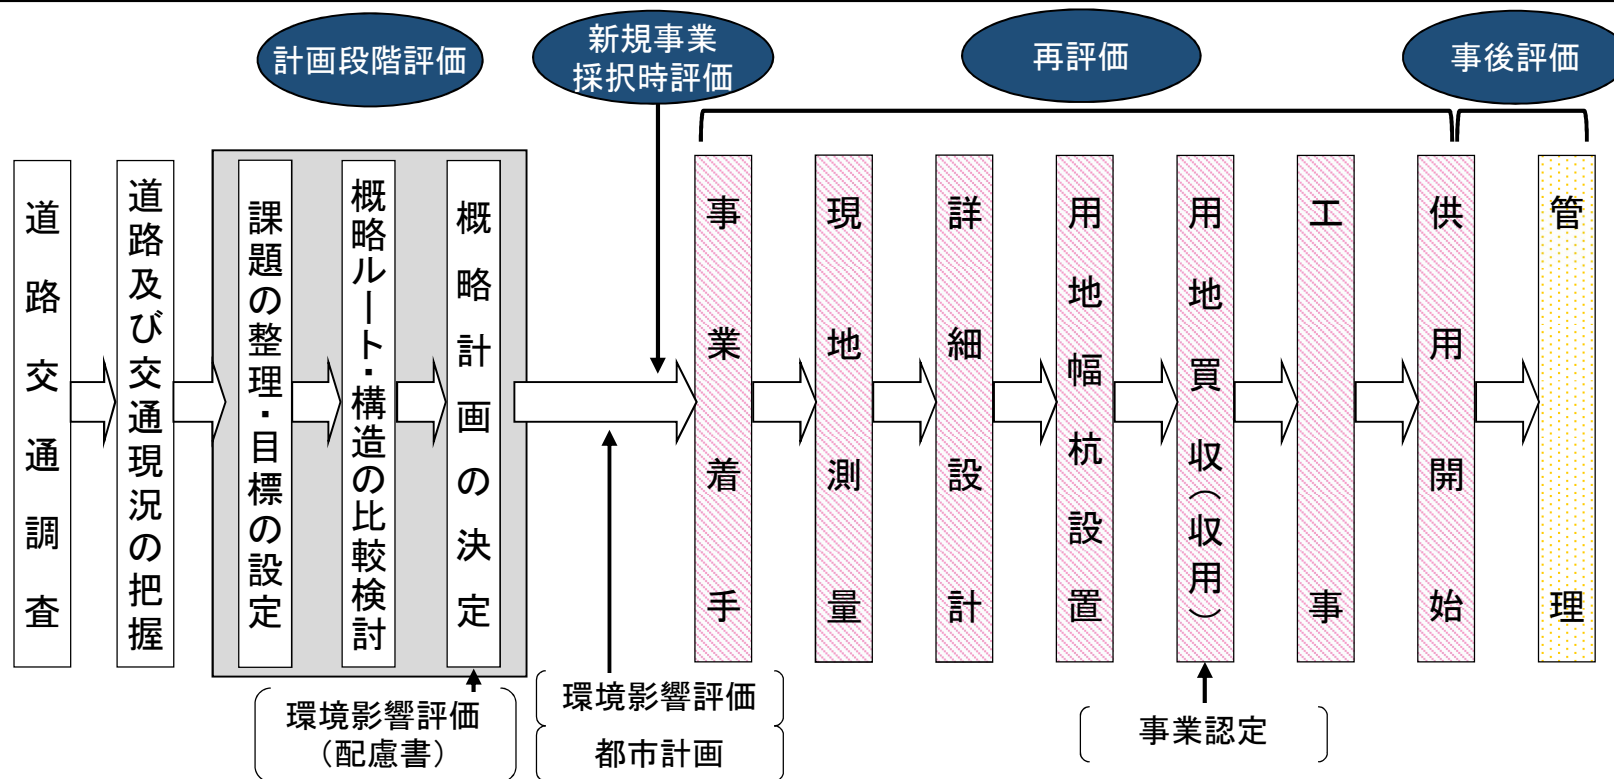 計画段階評価
新規事業
採択時評価
再評価
事後評価
道路交通調査
道路及び交通現況の把握
課題の整理・目標の設定
概略ルート・構造の比較検討
概略計画の決定
事業着手
現地測量
詳細設計
用地幅杭設置
用地買収(収用)
工事
供用開始
管理
環境影響評価
(配慮書)
環境影響評価
都市計画
事業認定